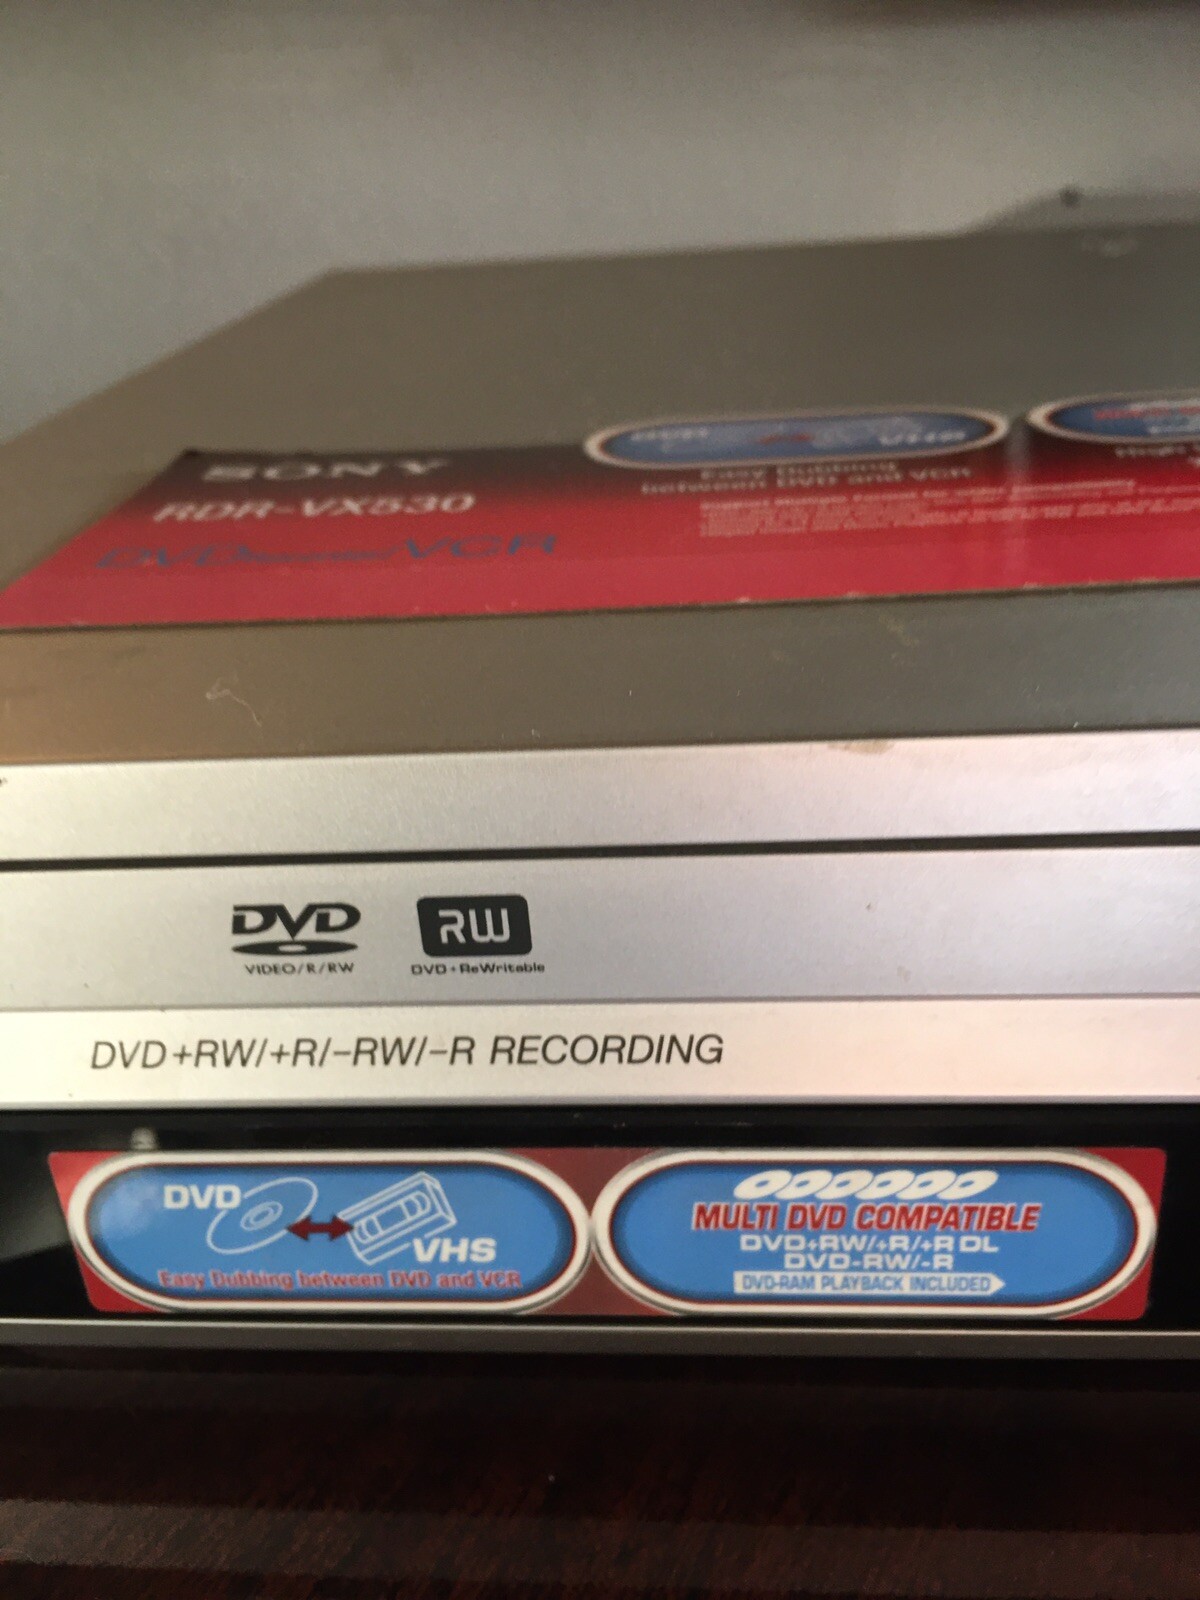 SONY
RDR-VX530
DVD VCR
DVD VHS
Easy Dubbing
between DVD and VCR
DVD
VIDEO/R/RW
RW
DVD+ReWritable
DVD+RW/+R/-RW/-R RECORDING
DVD
VHS
Easy Dubbing between DVD and VCR
MULTI DVD COMPATIBLE
DVD+RW/+R/+R DL
DVD-RW/-R
DVD-RAM PLAYBACK INCLUDED